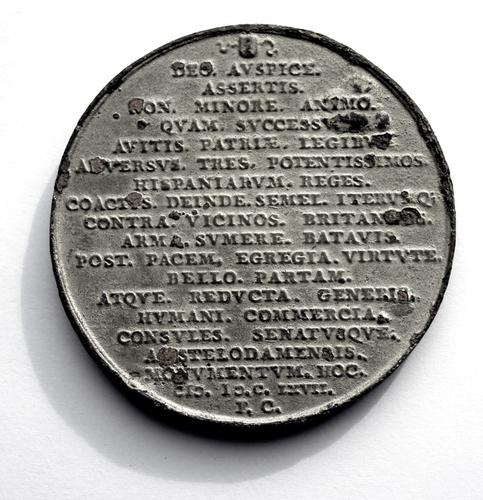 DEO. AVSPICE.
ASSERTIS.
NON. MINORE. ANIMO.
QVAM. SVCCESSV
AVITIS. PATRIÆ. LEGIBVS
ADVERSVS. TRES. POTENTISSIMOS.
HISPANIARVM. REGES.
COACTIS. DEINDE. SEMEL. ITERVMQ.
CONTRA. VICINOS. BRITANNOS.
ARMA. SVMERE. BATAVIS.
POST. PACEM. EGREGIA. VIRTVTE.
BELLO. PARTAM.
ATQVE. REDVCTA. GENERIS.
HVMANI. COMMERCIA.
CONSVLES. SENATVSQVE.
AMSTELODAMENSIS.
MONVMENTVM. HOC.
CIƆ. IƆ.C. LXVII.
P. C.